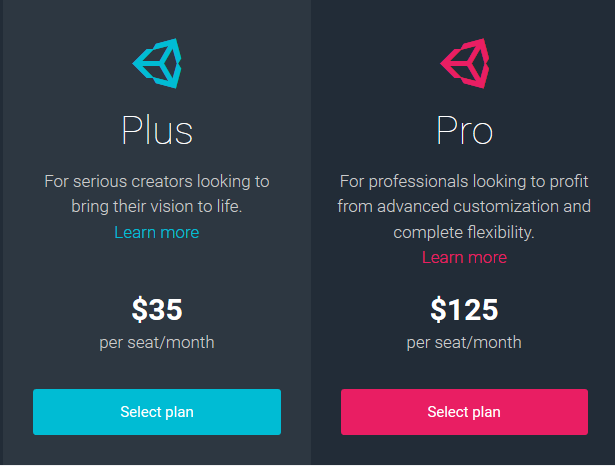 Plus
For serious creators looking to
bring their vision to life.
Learn more
$35
per seat/month
Select plan
Pro
For professionals looking to profit
from advanced customization and
complete flexibility.
Learn more
$125
per seat/month
Select plan